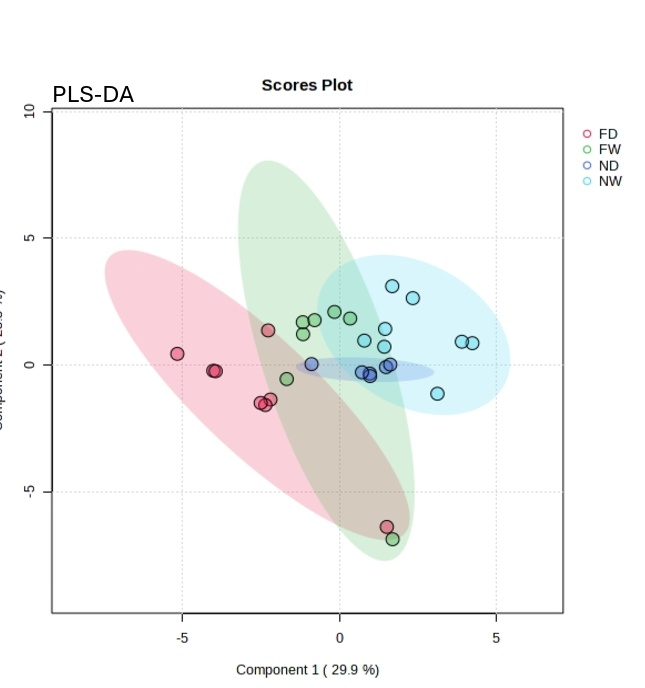 PLS-DA
Scores Plot
10
5
0
-5
-5
0
5
Component 1 ( 29.9 %)
FD
FW
ND
NW